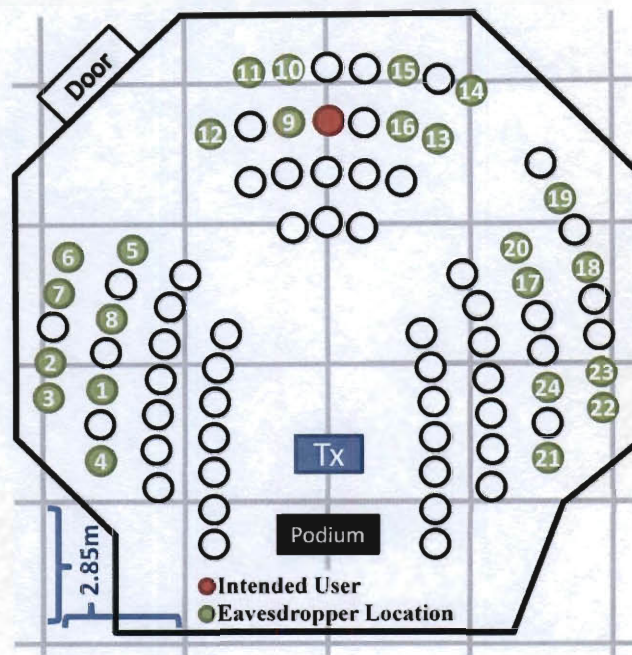 Door
11 10 15 14
12 9 16 13
19
6 5 20 18
7 17
8
2 23
3 1 24 22
4 Tx 21
Podium
2.85m
Intended User
Eavesdropper Location